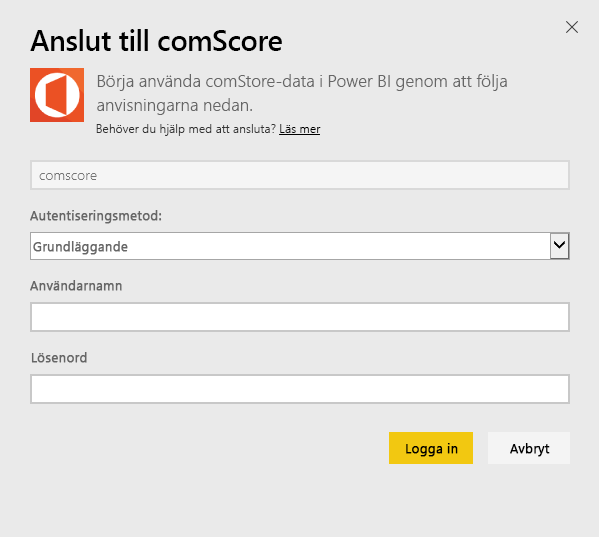 Anslut till comScore
Börja använda comStore-data i Power BI genom att följa
anvisningarna nedan.
Behöver du hjälp med att ansluta? Läs mer
comscore
Autentiseringsmetod:
Grundläggande
Användarnamn
Lösenord
Logga in
Avbryt